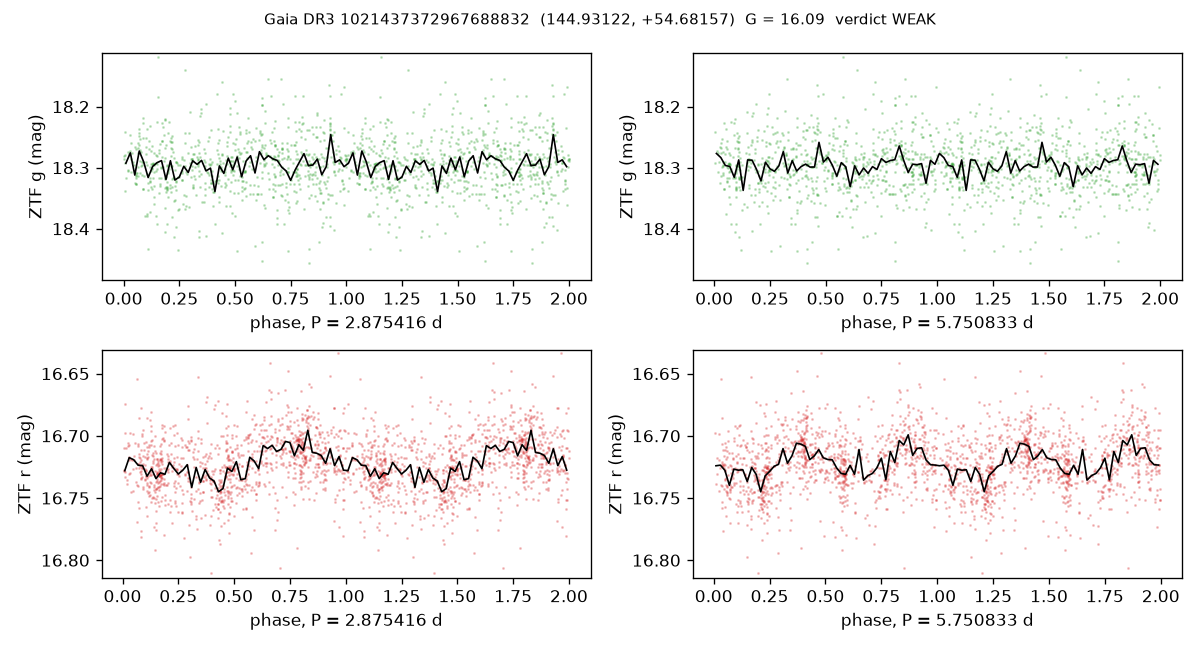 Gaia DR3 1021437372967688832 (144.93122, +54.68157) G = 16.09 verdict WEAK
ZTF g (mag)
18.2
18.3
18.4
0.00 0.25 0.50 0.75 1.00 1.25 1.50 1.75 2.00
phase, P = 2.875416 d
ZTF g (mag)
18.2
18.3
18.4
0.00 0.25 0.50 0.75 1.00 1.25 1.50 1.75 2.00
phase, P = 5.750833 d
ZTF r (mag)
16.65
16.70
16.75
16.80
0.00 0.25 0.50 0.75 1.00 1.25 1.50 1.75 2.00
phase, P = 2.875416 d
ZTF r (mag)
16.65
16.70
16.75
16.80
0.00 0.25 0.50 0.75 1.00 1.25 1.50 1.75 2.00
phase, P = 5.750833 d